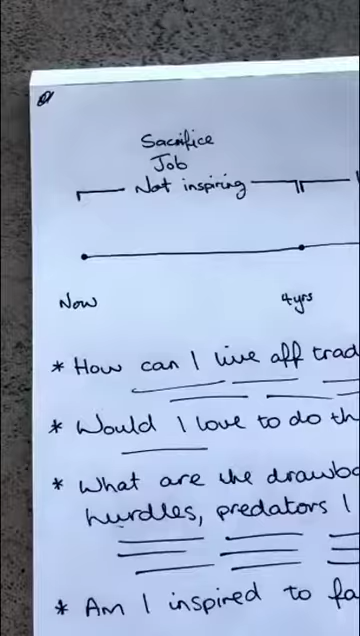 Sacrifice
Job
Not inspiring
Now 4yrs
* How can I live off trad
* Would I love to do th
* What are the drawba
hurdles, predators I
* Am I inspired to fa